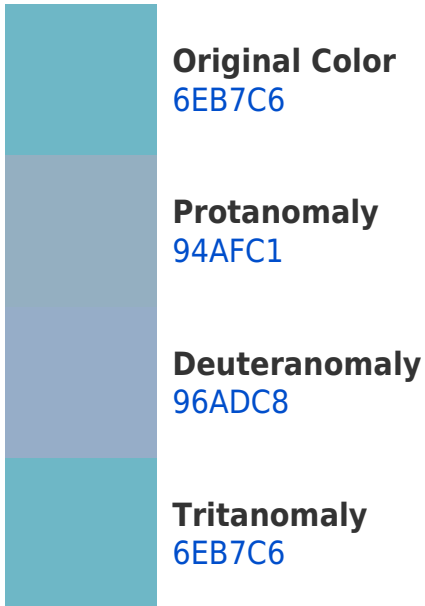 Original Color
6EB7C6
Protanomaly
94AFC1
Deuteranomaly
96ADC8
Tritanomaly
6EB7C6